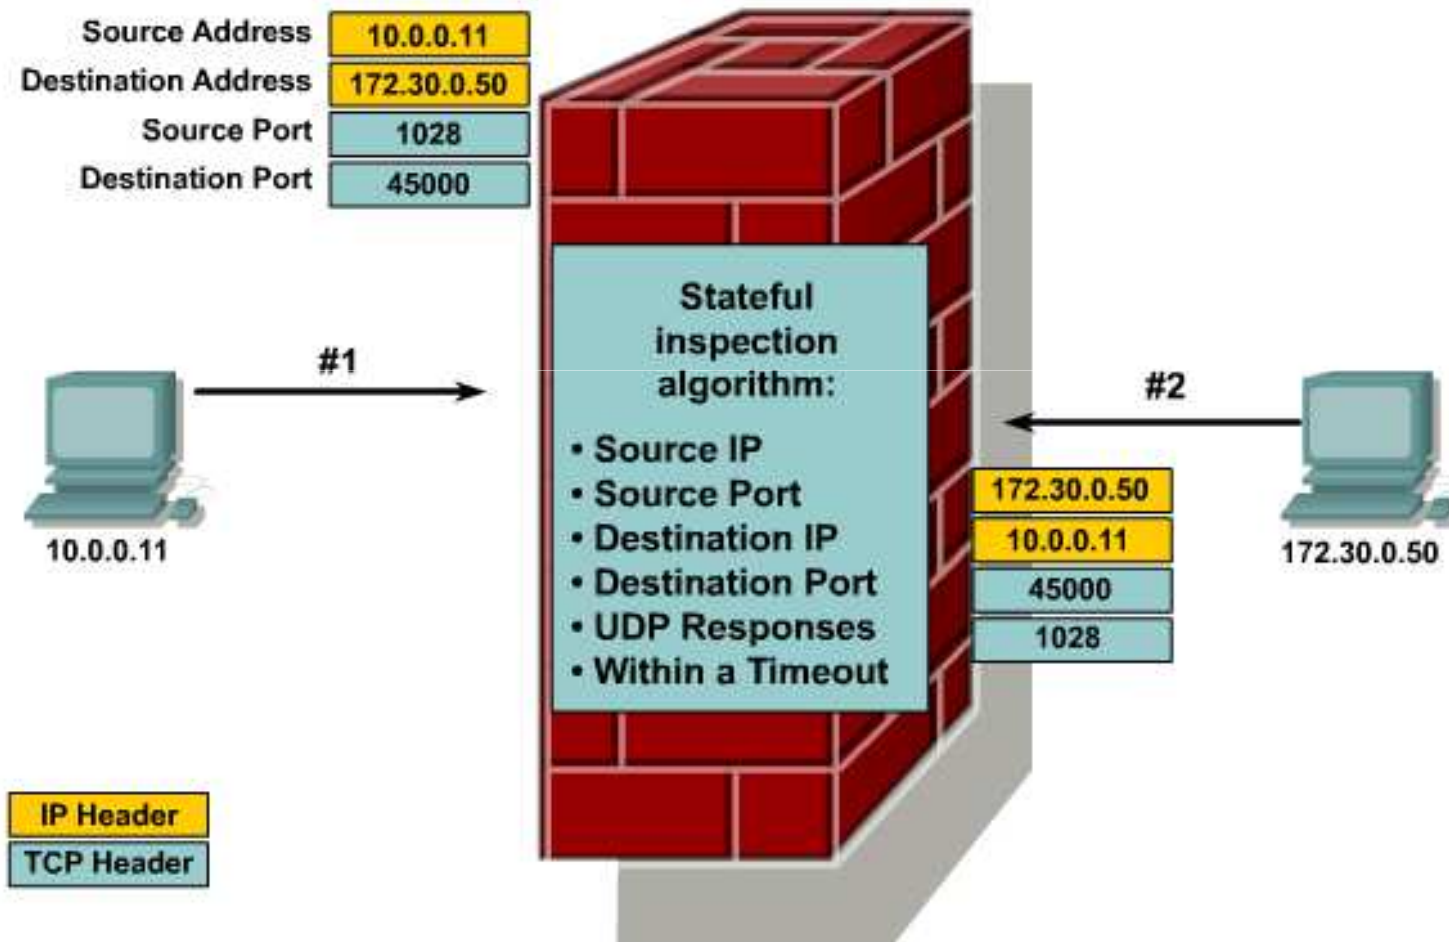 Source Address 10.0.0.11
Destination Address 172.30.0.50
Source Port 1028
Destination Port 45000
Stateful
inspection
algorithm:
• Source IP
• Source Port
• Destination IP
• Destination Port
• UDP Responses
• Within a Timeout
#1
10.0.0.11
#2
172.30.0.50
10.0.0.11
45000
1028
172.30.0.50
IP Header
TCP Header